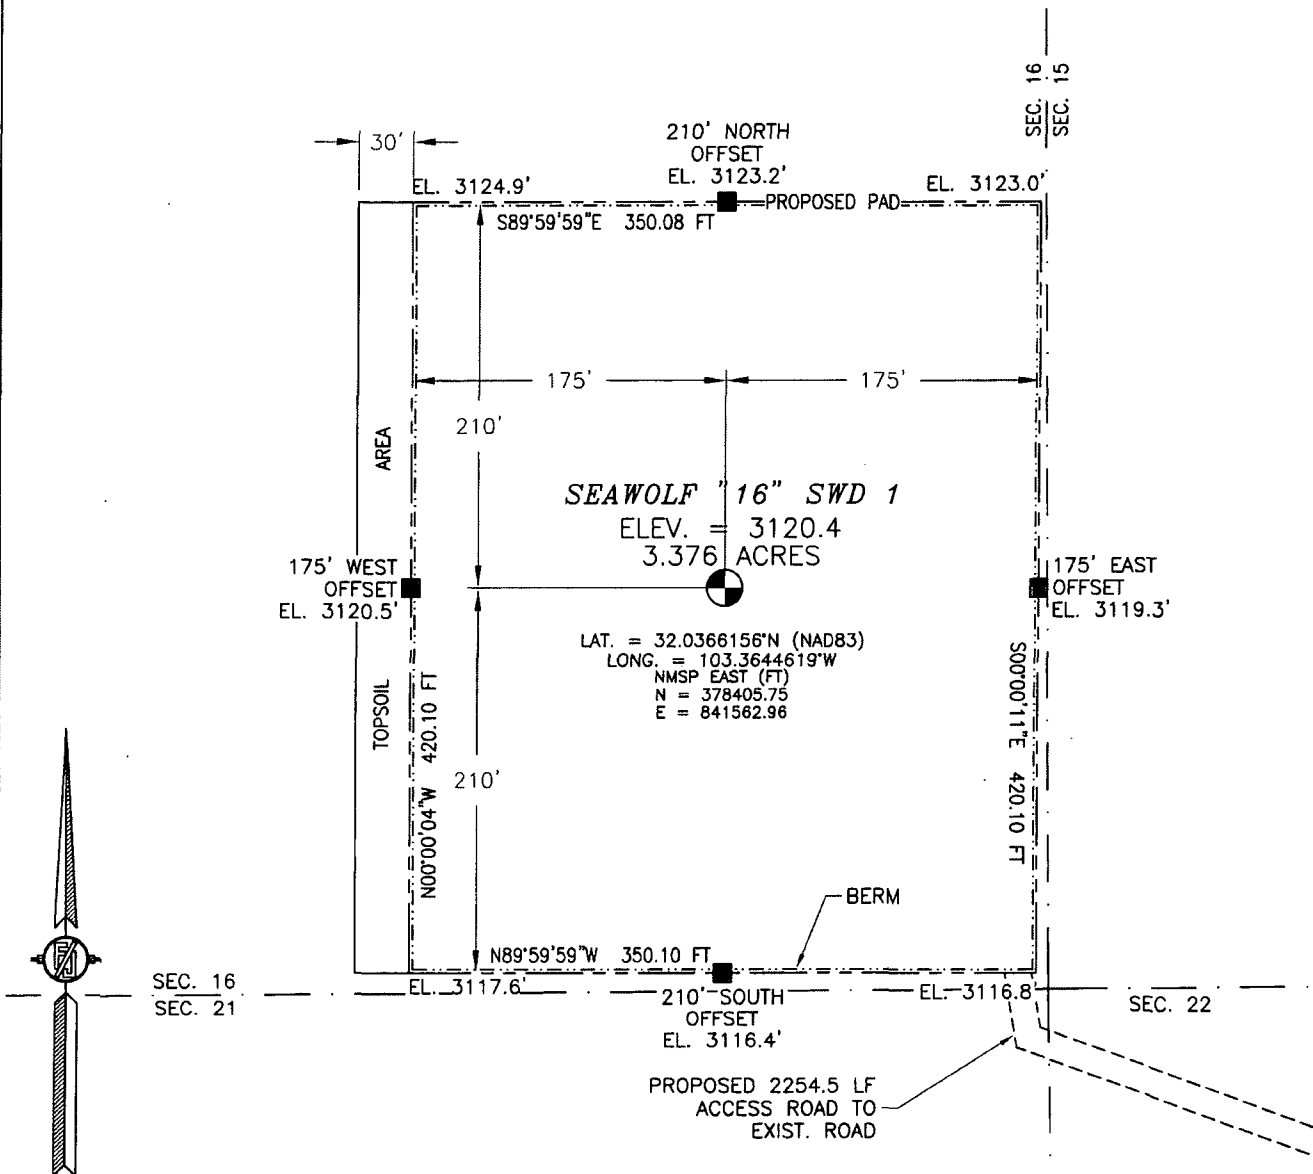 SEC. 16
SEC. 15
30'
210' NORTH
OFFSET
EL. 3123.2'
EL. 3124.9'
EL. 3123.0'
PROPOSED PAD
S89°59'59"E 350.08 FT
175'
175'
210'
AREA
SEAWOLF "16" SWD 1
ELEV. = 3120.4
3.376 ACRES
175' WEST
OFFSET
EL. 3120.5'
175' EAST
OFFSET
EL. 3119.3'
LAT. = 32.0366156°N (NAD83)
LONG. = 103.3644619°W
NMSP EAST (FT)
N = 378405.75
E = 841562.96
TOPSOIL
N00°00'04"W 420.10 FT
210'
S00°00'11"E 420.10 FT
BERM
N89°59'59"W 350.10 FT
SEC. 16
SEC. 21
EL. 3117.6'
210' SOUTH
OFFSET
EL. 3116.4'
EL. 3116.8'
SEC. 22
PROPOSED 2254.5 LF
ACCESS ROAD TO
EXIST. ROAD